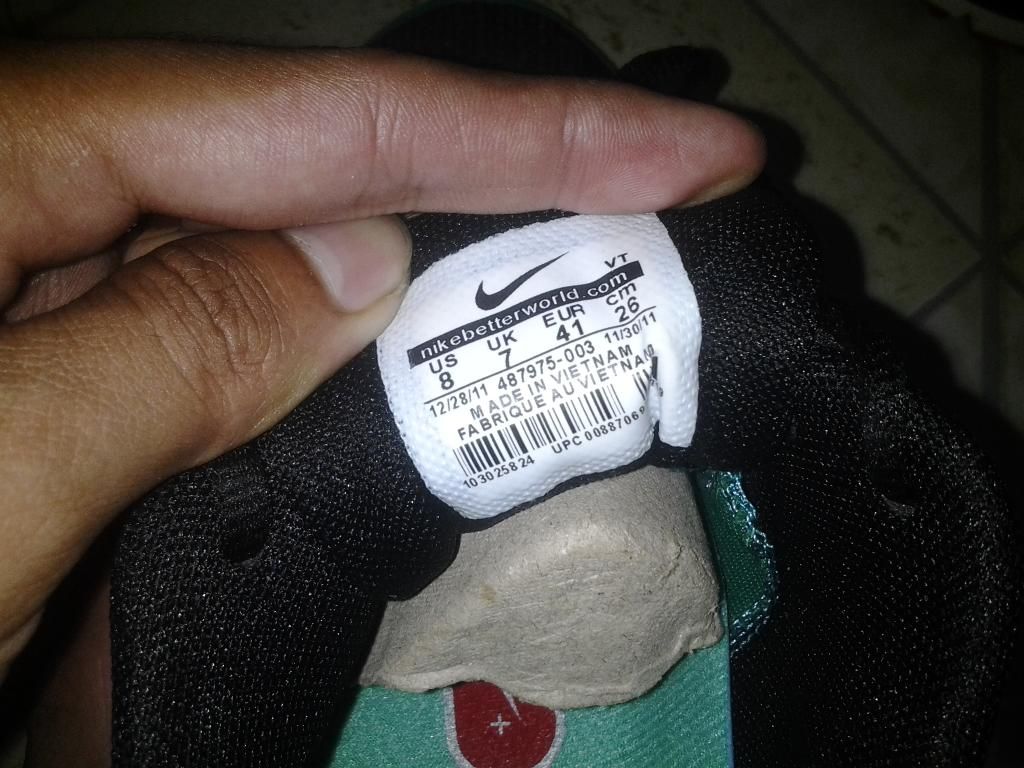 VT
nikebetterworld.com
US UK EUR cm
8 7 41 26
12/28/11 487975-003 11/30/11
MADE IN VIETNAM
FABRIQUE AU VIETNAM
103025824 UPC